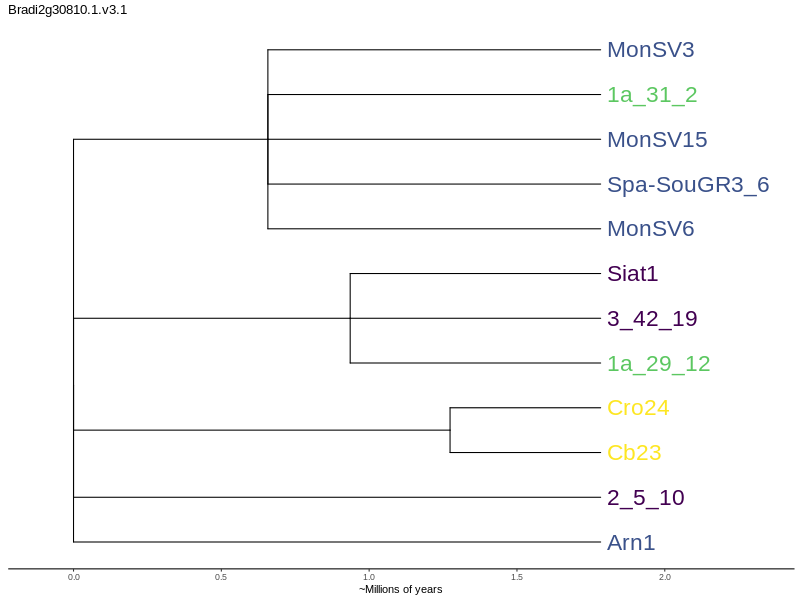 Bradi2g30810.1.v3.1
MonSV3
1a_31_2
MonSV15
Spa-SouGR3_6
MonSV6
Siat1
3_42_19
1a_29_12
Cro24
Cb23
2_5_10
Arn1
0.0 0.5 1.0 1.5 2.0
~Millions of years